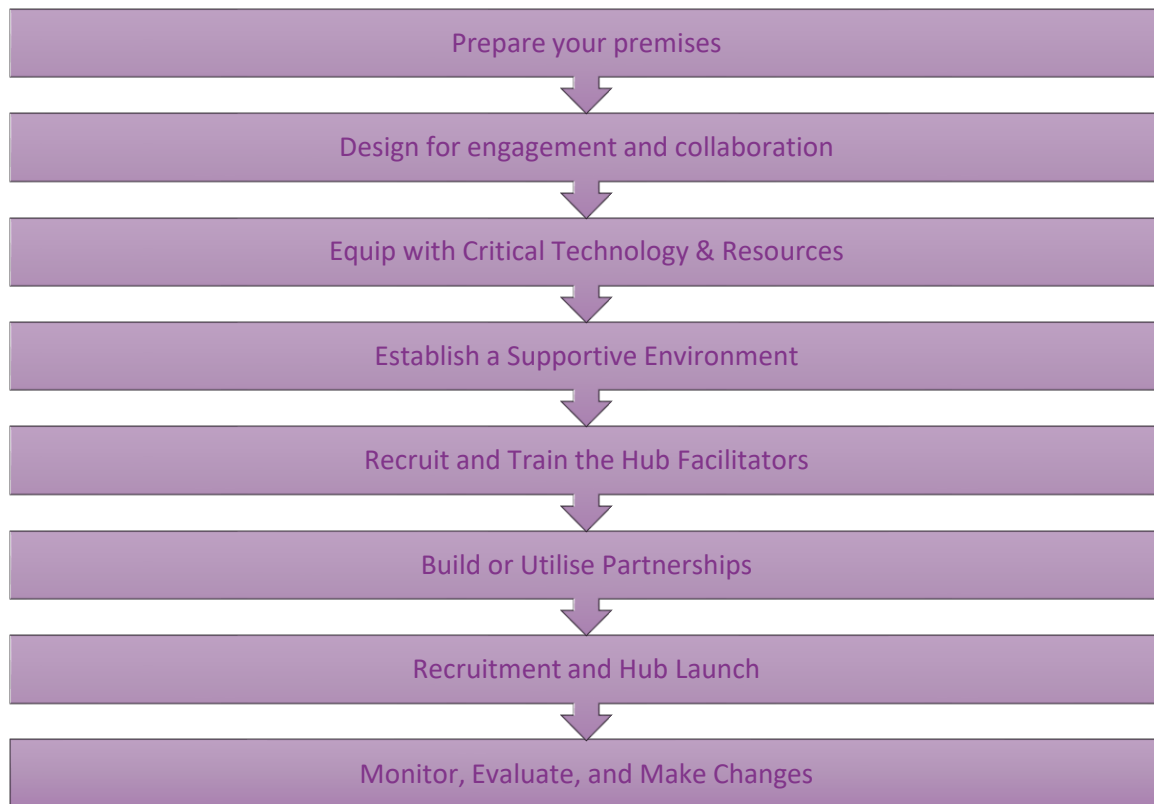 Prepare your premises
Design for engagement and collaboration
Equip with Critical Technology & Resources
Establish a Supportive Environment
Recruit and Train the Hub Facilitators
Build or Utilise Partnerships
Recruitment and Hub Launch
Monitor, Evaluate, and Make Changes